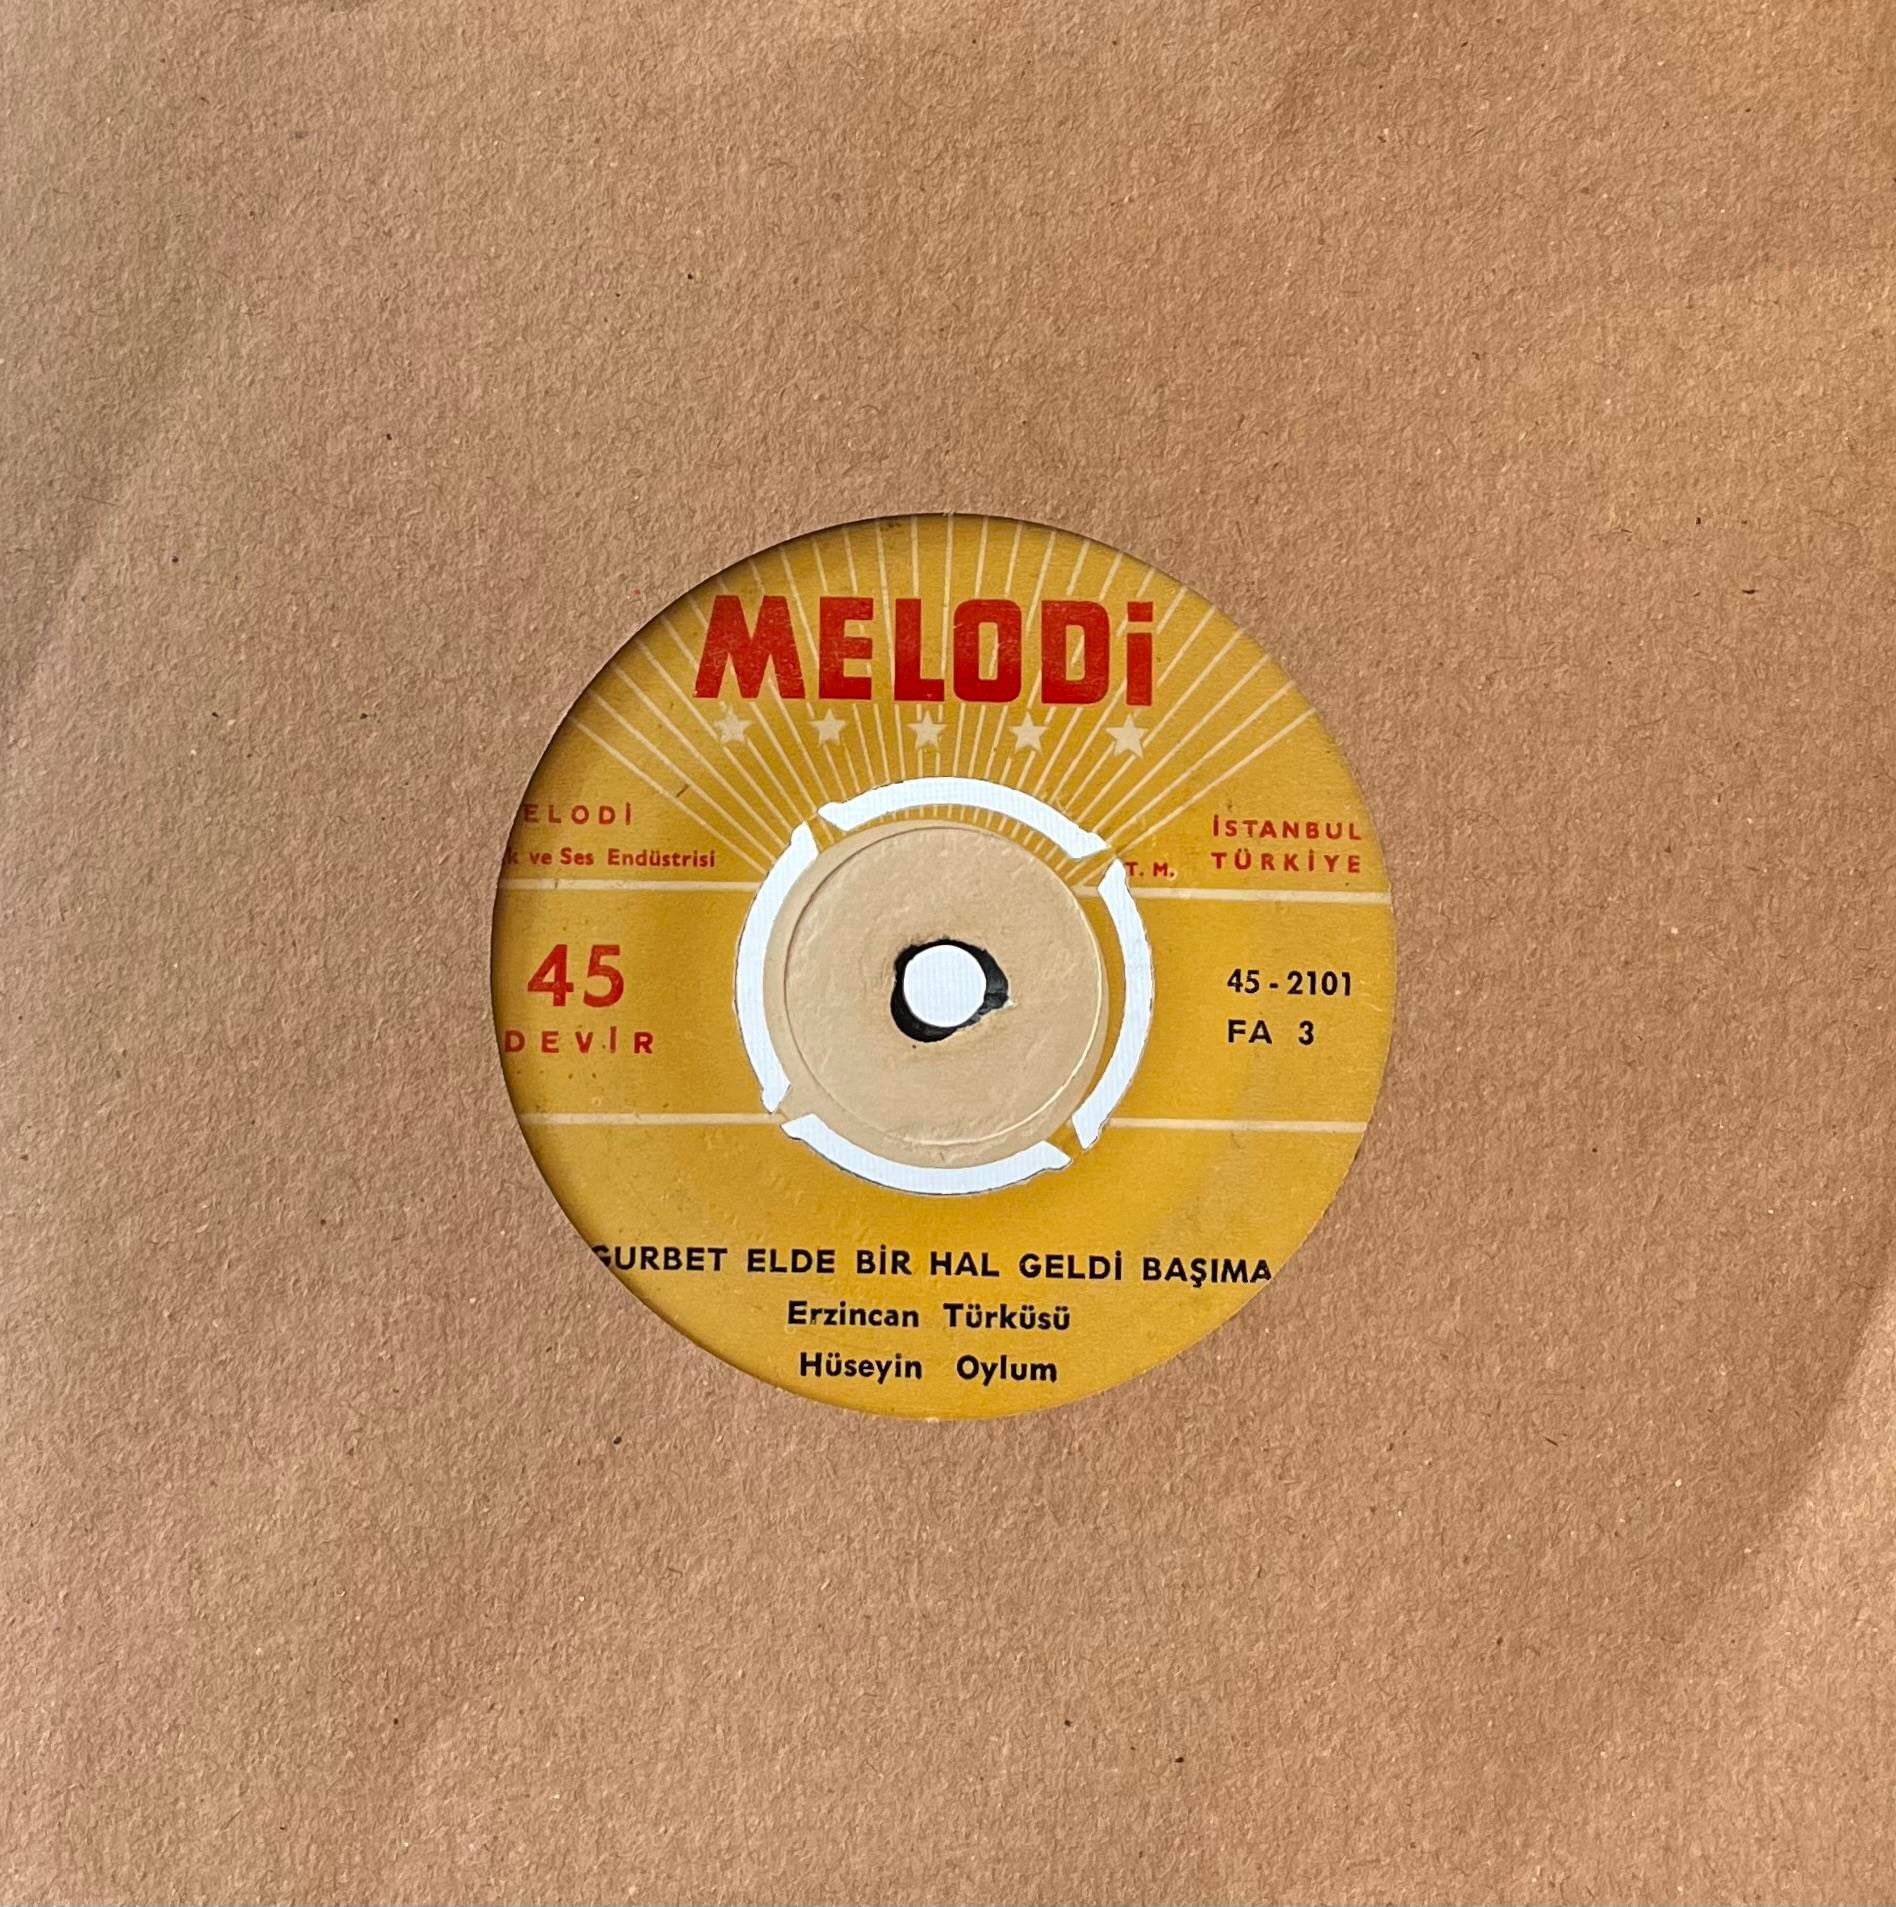 MELODİ
ELODİ
k ve Ses Endüstrisi
T. M.
İSTANBUL
TÜRKİYE
45
DEVİR
45 - 2101
FA 3
GURBET ELDE BİR HAL GELDİ BAŞIMA
Erzincan Türküsü
Hüseyin Oylum